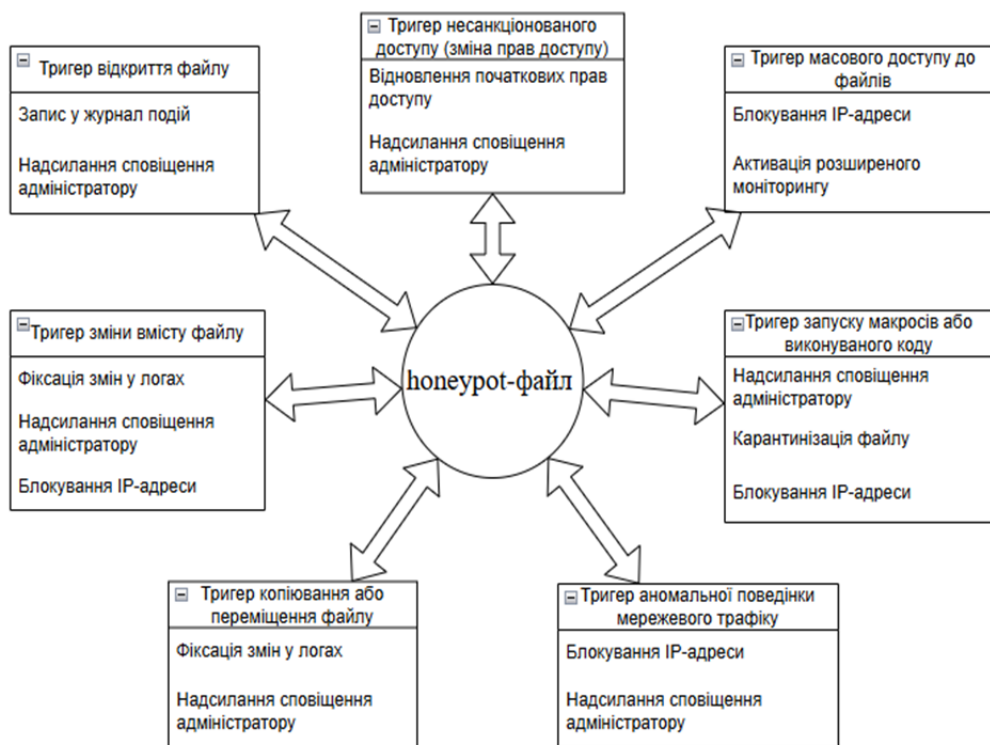 Тригер відкриття файлу
Запис у журнал подій
Надсилання сповіщення
адміністратору
Тригер несанкціонованого
доступу (зміна прав доступу)
Відновлення початкових прав
доступу
Надсилання сповіщення
адміністратору
Тригер масового доступу до
файлів
Блокування IP-адреси
Активація розширеного
моніторингу
Тригер зміни вмісту файлу
Фіксація змін у логах
Надсилання сповіщення
адміністратору
Блокування IP-адреси
honeypot-файл
Тригер запуску макросів або
виконуваного коду
Надсилання сповіщення
адміністратору
Карантинізація файлу
Блокування IP-адреси
Тригер копіювання або
переміщення файлу
Фіксація змін у логах
Надсилання сповіщення
адміністратору
Тригер аномальної поведінки
мережевого трафіку
Блокування IP-адреси
Надсилання сповіщення
адміністратору